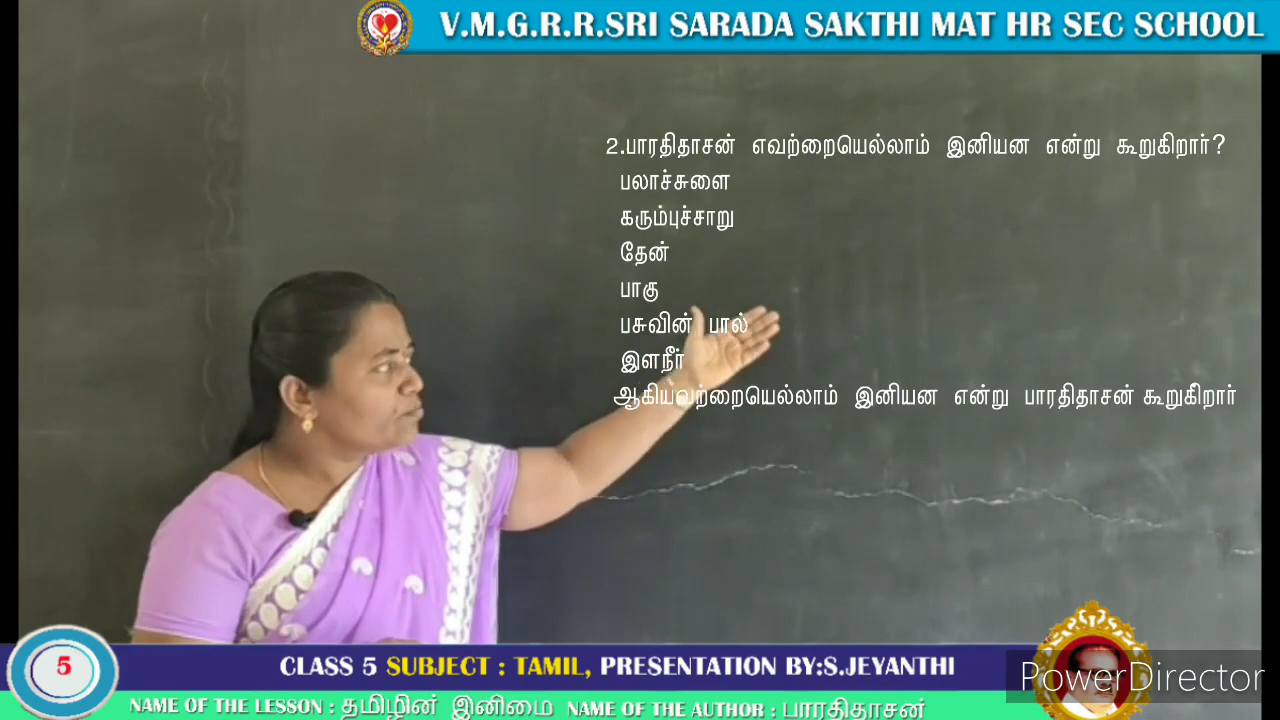 V.M.G.R.R.SRI SARADA SAKTHI MAT HR SEC SCHOOL
2.பாரதிதாசன் எவற்றையெல்லாம் இனியன என்று கூறுகிறார்?
பலாச்சுளை
கரும்புச்சாறு
தேன்
பாகு
பசுவின் பால்
இளநீர்
ஆகியவற்றையெல்லாம் இனியன என்று பாரதிதாசன் கூறுகிறார்
5
CLASS 5 SUBJECT : TAMIL, PRESENTATION BY:S.JEYANTHI
PowerDirector
NAME OF THE LESSON : தமிழின் இனிமை NAME OF THE AUTHOR : பாரதிதாசன்